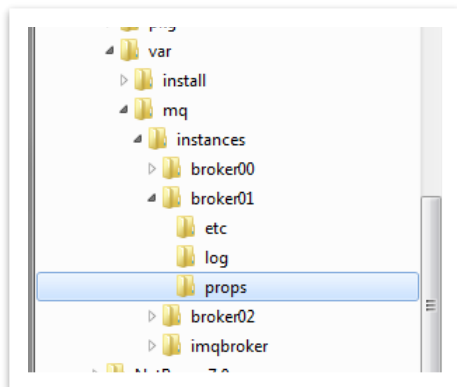 var
install
mq
instances
broker00
broker01
etc
log
props
broker02
imqbroker